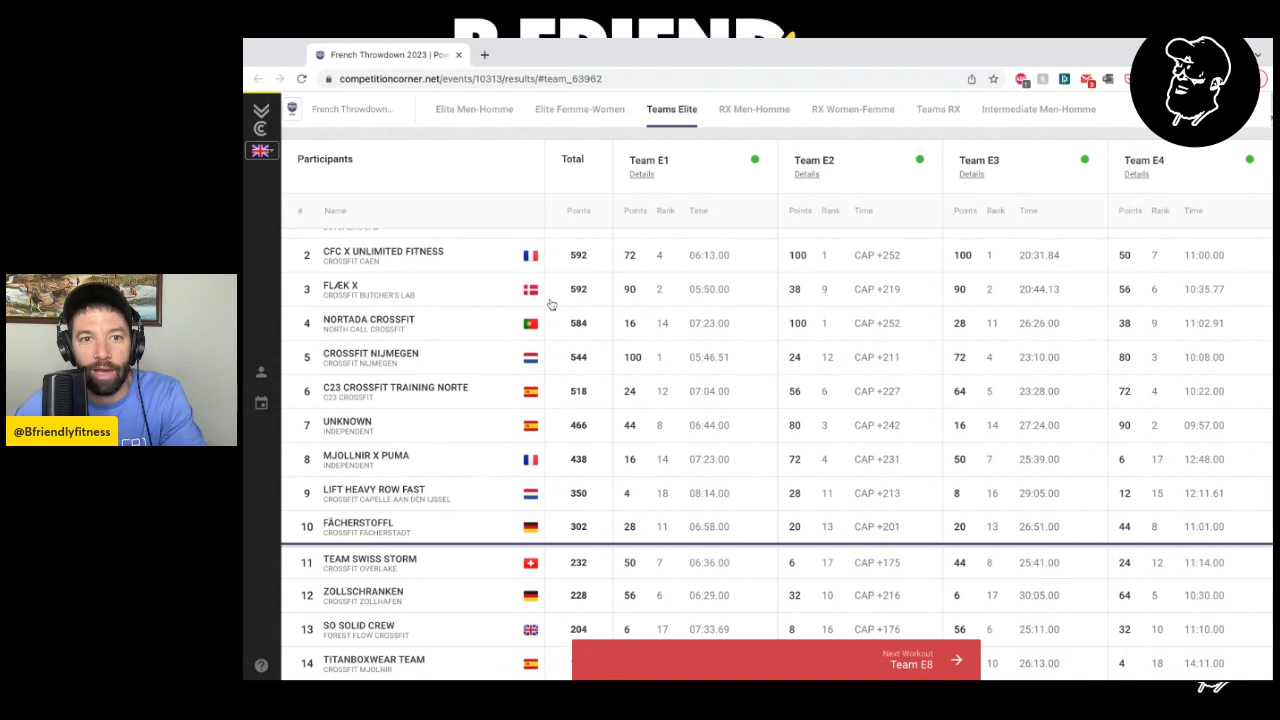 B.FRIEND
French Throwdown 2023 | Pow
competitioncorner.net/events/10313/results/#team_63962
French Throwdown... Elite Men-Homme Elite Femme-Women Teams Elite RX Men-Homme RX Women-Femme Teams RX Intermediate Men-Homme
Participants Total Team E1 Team E2 Team E3 Team E4
Details Details Details Details
# Name Points Points Rank Time Points Rank Time Points Rank Time Points Rank Time
2 CFC X UNLIMITED FITNESS 592 72 4 06:13.00 100 1 CAP +252 100 1 20:31.84 50 7 11:00.00
CROSSFIT CAEN
3 FLÆK X 592 90 2 05:50.00 38 9 CAP +219 90 2 20:44.13 56 6 10:35.77
CROSSFIT BUTCHER'S LAB
4 NORTADA CROSSFIT 584 16 14 07:23.00 100 1 CAP +252 28 11 26:26.00 38 9 11:02.91
NORTH CALL CROSSFIT
5 CROSSFIT NIJMEGEN 544 100 1 05:46.51 24 12 CAP +211 72 4 23:10.00 80 3 10:08.00
CROSSFIT NIJMEGEN
6 C23 CROSSFIT TRAINING NORTE 518 24 12 07:04.00 56 6 CAP +227 64 5 23:28.00 72 4 10:22.00
C23 CROSSFIT
7 UNKNOWN 466 44 8 06:44.00 80 3 CAP +242 16 14 27:24.00 90 2 09:57.00
INDEPENDENT
8 MJOLLNIR X PUMA 438 16 14 07:23.00 72 4 CAP +231 50 7 25:39.00 6 17 12:48.00
INDEPENDENT
9 LIFT HEAVY ROW FAST 350 4 18 08:14.00 28 11 CAP +213 8 16 29:05.00 12 15 12:11.61
CROSSFIT CAPELLE AAN DEN IJSSEL
10 FÄCHERSTOFFL 302 28 11 06:58.00 20 13 CAP +201 20 13 26:51.00 44 8 11:01.00
CROSSFIT FÄCHERSTADT
11 TEAM SWISS STORM 232 50 7 06:36.00 6 17 CAP +175 44 8 25:41.00 24 12 11:14.00
CROSSFIT OVERLAKE
12 ZOLLSCHRANKEN 228 56 6 06:29.00 32 10 CAP +216 6 17 30:05.00 64 5 10:30.00
CROSSFIT ZOLLHAFEN
13 SO SOLID CREW 204 6 17 07:33.69 8 16 CAP +176 56 6 25:11.00 32 10 11:10.00
FOREST FLOW CROSSFIT
14 TITANBOXWEAR TEAM 10 26:13.00 4 18 14:11.00
CROSSFIT MJOLNIR
Next Workout
Team E8
@Bfriendlyfitness